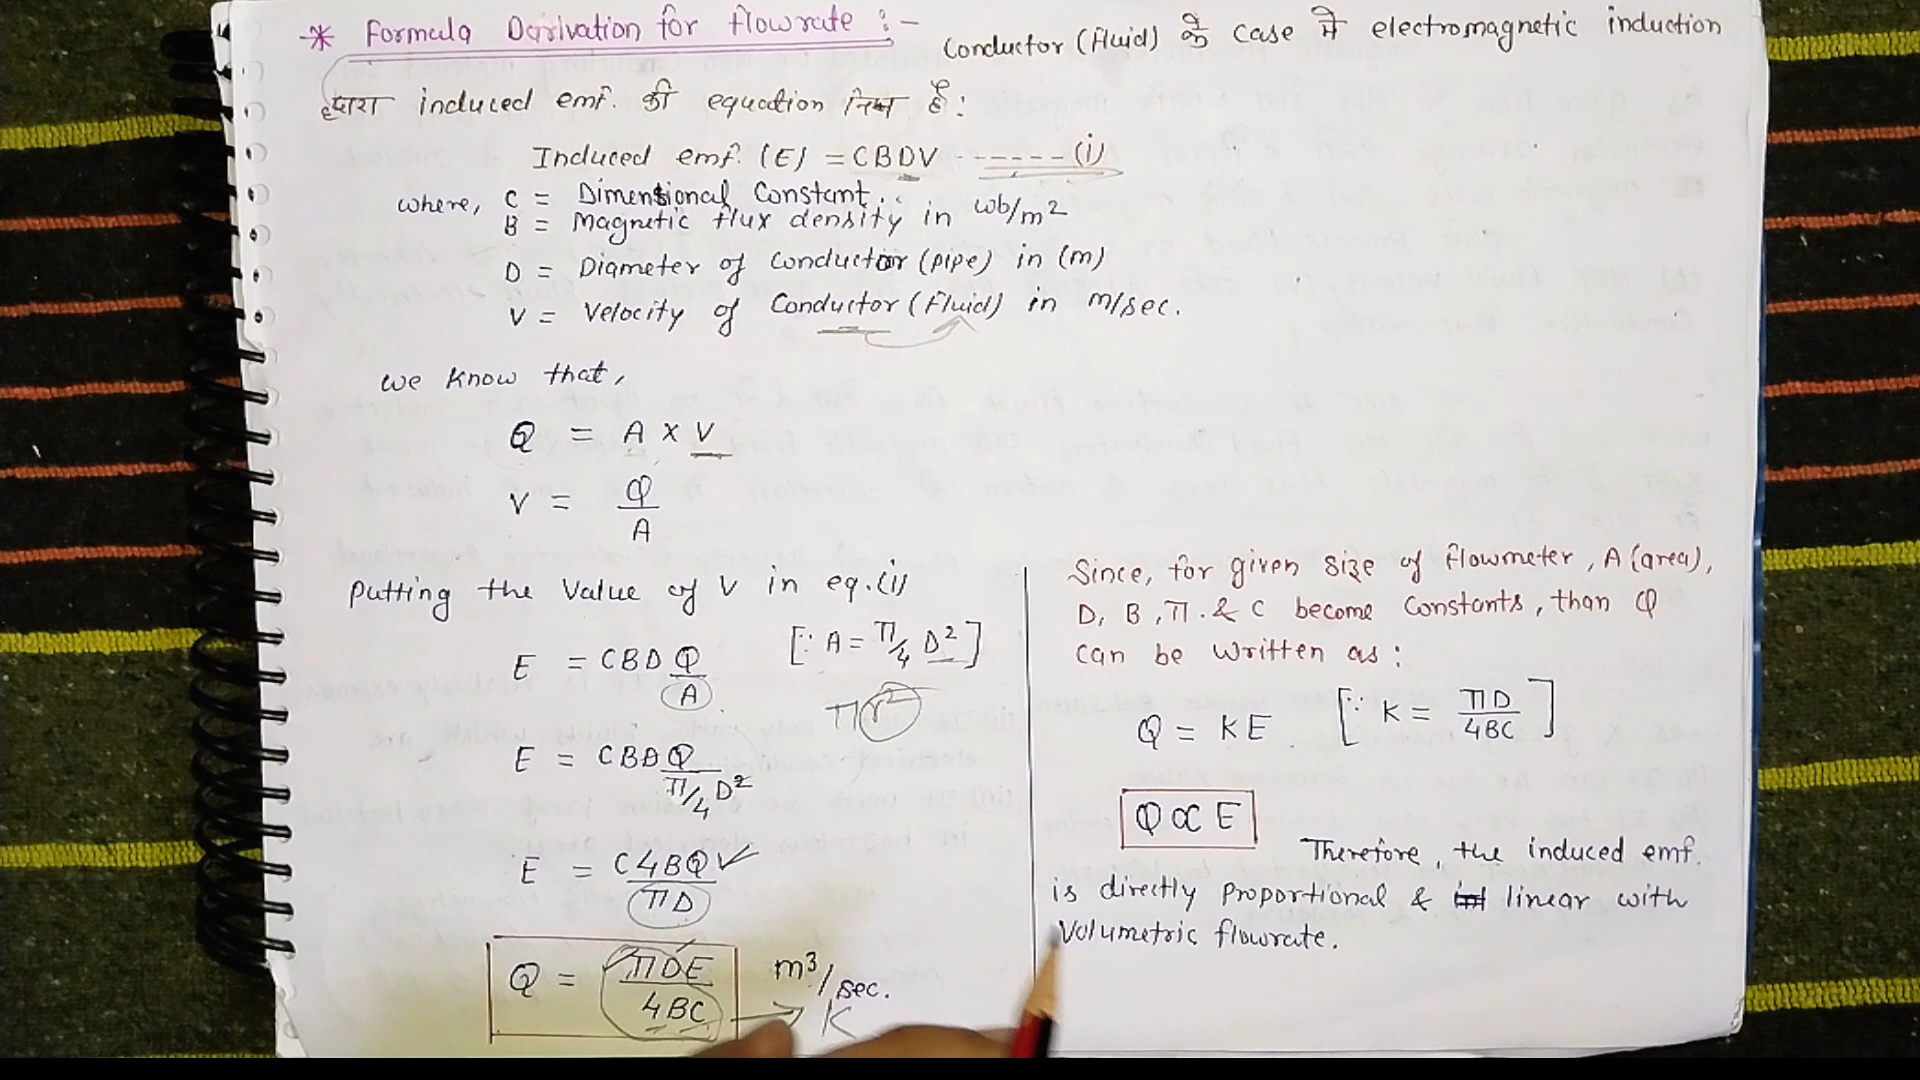 * Formula Derivation for flowrate :- Conductor (fluid) के case में electromagnetic induction
द्वारा induced emf. की equation निम्न है:
Induced emf. (E) = CBDV ------(i)
where, C = Dimensional Constant.
B = Magnetic flux density in wb/m2
D = Diameter of Conductor (pipe) in (m)
V = Velocity of Conductor (fluid) in m/sec.
we know that,
Q = A × V
V = Q/A
Putting the Value of V in eq.(i)
E = CBD Q/A [∵ A = π/4 D²]
πr²
E = CBD Q / π/4 D²
E = C4BQ / πD
Q = πDE / 4BC m³/sec.
K
Since, for given size of flowmeter, A (area),
D, B, π. & C become Constants, than Q
can be written as:
Q = KE [∵ K = πD/4BC]
Q ∝ E
Therefore, the induced emf.
is directly proportional & linear with
Volumetric flowrate.